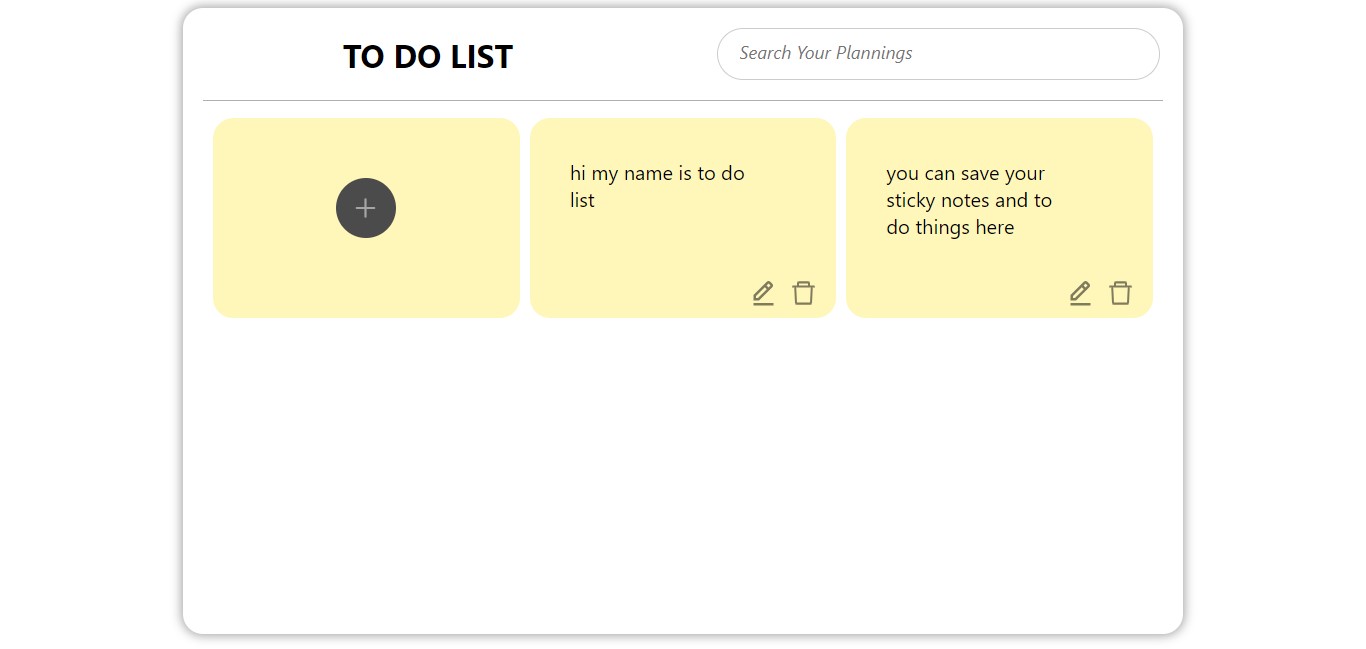 TO DO LIST
Search Your Plannings
hi my name is to do
list
you can save your
sticky notes and to
do things here